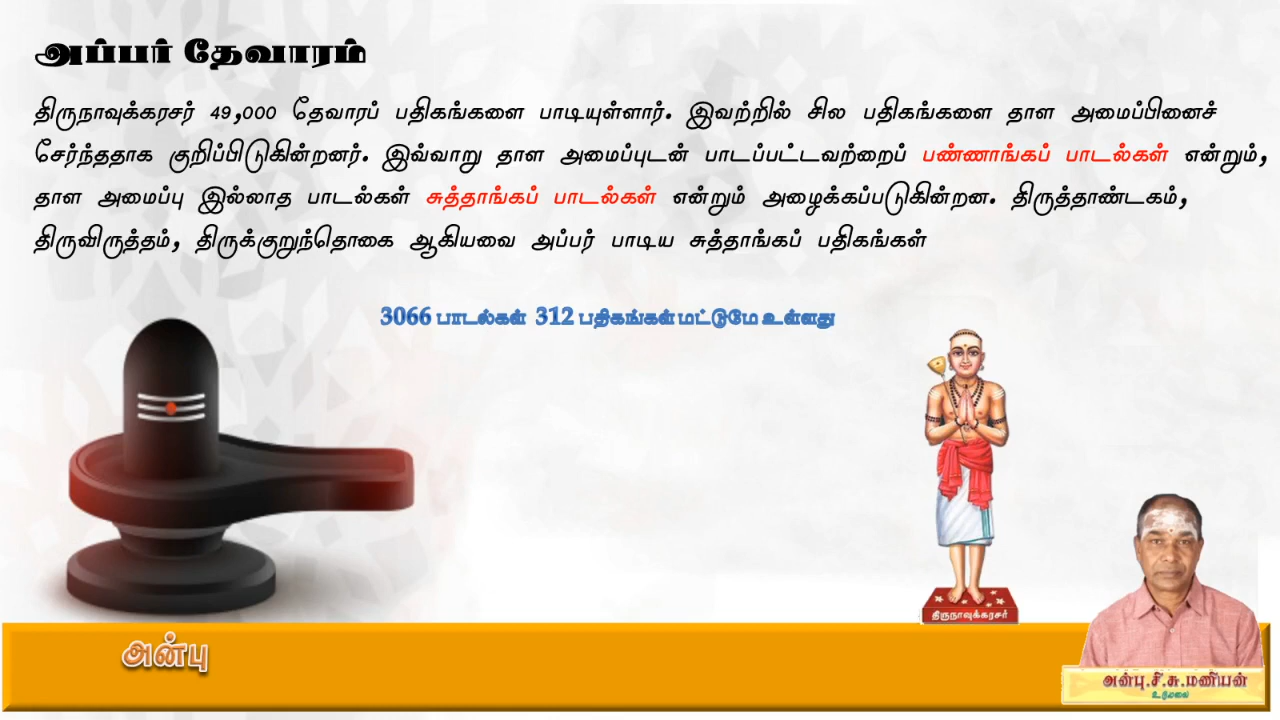 அப்பர் தேவாரம்
திருநாவுக்கரசர் 49,000 தேவாரப் பதிகங்களை பாடியுள்ளார். இவற்றில் சில பதிகங்களை தாள அமைப்பினைச்
சேர்ந்ததாக குறிப்பிடுகின்றனர். இவ்வாறு தாள அமைப்புடன் பாடப்பட்டவற்றைப் பண்ணாங்கப் பாடல்கள் என்றும்,
தாள அமைப்பு இல்லாத பாடல்கள் சுத்தாங்கப் பாடல்கள் என்றும் அழைக்கப்படுகின்றன. திருத்தாண்டகம்,
திருவிருத்தம், திருக்குறுந்தொகை ஆகியவை அப்பர் பாடிய சுத்தாங்கப் பதிகங்கள்
3066 பாடல்கள் 312 பதிகங்கள் மட்டுமே உள்ளது
திருநாவுக்கரசர்
அன்பு
அன்பு.சி.சு.மணியன்